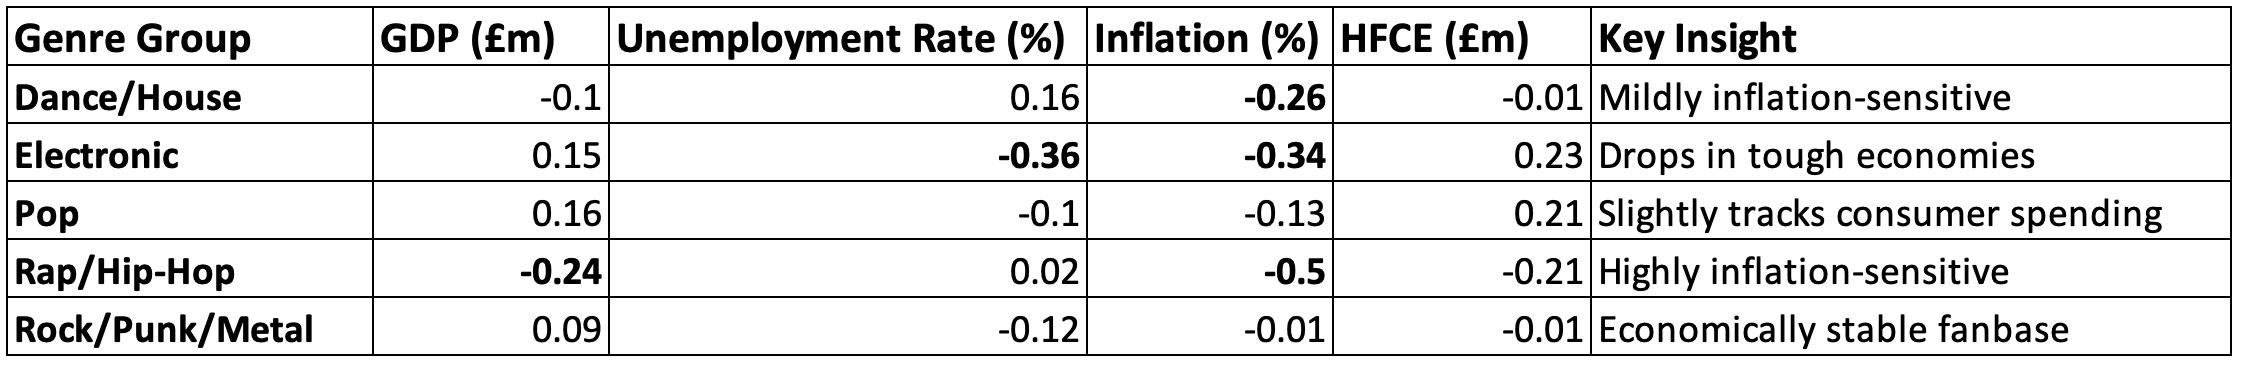 Genre Group GDP (£m) Unemployment Rate (%) Inflation (%) HFCE (£m) Key Insight
Dance/House -0.1 0.16 -0.26 -0.01 Mildly inflation-sensitive
Electronic 0.15 -0.36 -0.34 0.23 Drops in tough economies
Pop 0.16 -0.1 -0.13 0.21 Slightly tracks consumer spending
Rap/Hip-Hop -0.24 0.02 -0.5 -0.21 Highly inflation-sensitive
Rock/Punk/Metal 0.09 -0.12 -0.01 -0.01 Economically stable fanbase